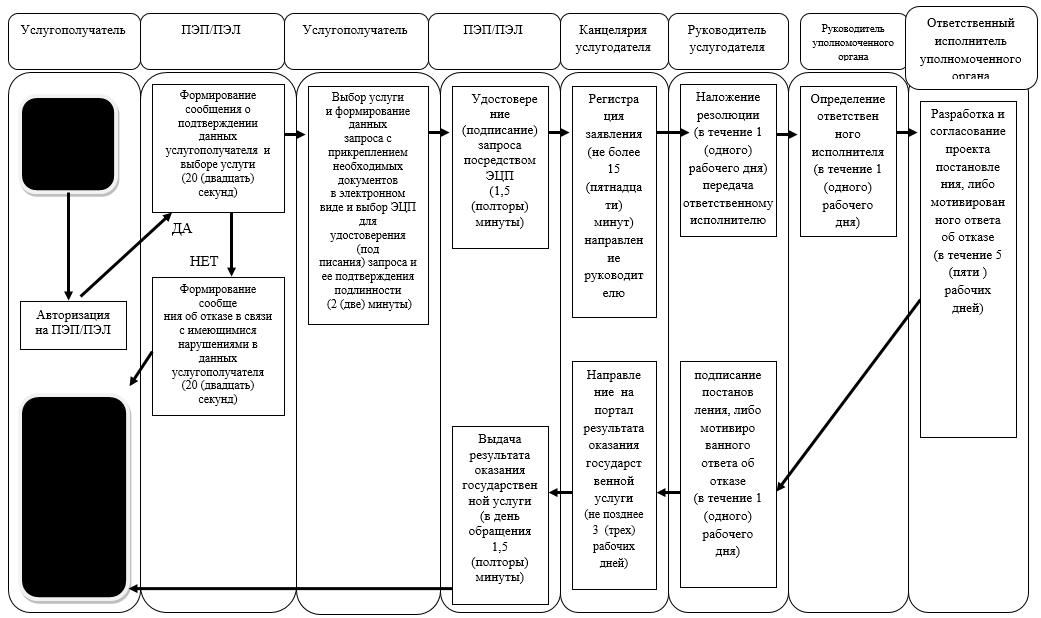 Услугополучатель
ПЭП/ПЭЛ
Услугополучатель
ПЭП/ПЭЛ
Канцелярия
услугодателя
Руководитель
услугодателя
Руководитель
уполномоченного
органа
Ответственный
исполнитель
уполномоченного
органа
Авторизация
на ПЭП/ПЭЛ
Формирование
сообщения о
подтверждении
данных
услугополучателя и
выборе услуги
(20 (двадцать)
секунд)
ДА
НЕТ
Формирование
сообще
ния об отказе в связи
с имеющимися
нарушениями в
данных
услугополучателя
(20 (двадцать)
секунд)
Выбор услуги
и формирование
данных
запроса с
прикреплением
необходимых
документов
в электронном
виде и выбор ЭЦП
для
удостоверения
(под
писания) запроса и
ее подтверждения
подлинности
(2 (две) минуты)
Удостовере
ние
(подписание)
запроса
посредством
ЭЦП
(1,5
(полторы)
минуты)
Регистра
ция
заявления
(не более
15
(пятнадца
ти)
минут)
направлен
ие
руководит
елю
Наложение
резолюции
(в течение 1
(одного)
рабочего дня)
передача
ответственному
исполнителю
Определение
ответствен
ного
исполнителя
(в течение 1
(одного)
рабочего
дня)
Разработка и
согласование
проекта
постановле
ния, либо
мотивирован
ного ответа
об отказе
(в течение 5
(пяти )
рабочих
дней)
подписание
постанов
ления, либо
мотивиро
ванного
ответа об
отказе
(в течение 1
(одного)
рабочего
дня)
Направле
ние на
портал
результата
оказания
государст
венной
услуги
(не позднее
3 (трех)
рабочих
дней)
Выдача
результата
оказания
государствен
ной услуги
(в день
обращения
1,5
(полторы)
минуты)